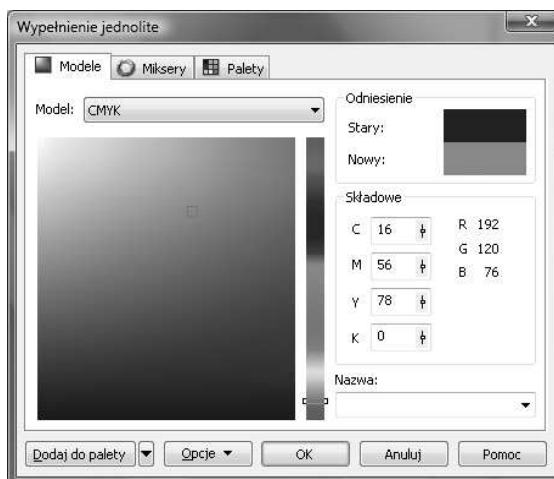 Wypełnienie jednolite
Modele Miksery Palety
Model: CMYK
Odniesienie
Stary:
Nowy:
Składowe
C 16 R 192
G 120
M 56 B 76
Y 78
K 0
Nazwa:
Dodaj do palety Opcje OK Anuluj Pomoc